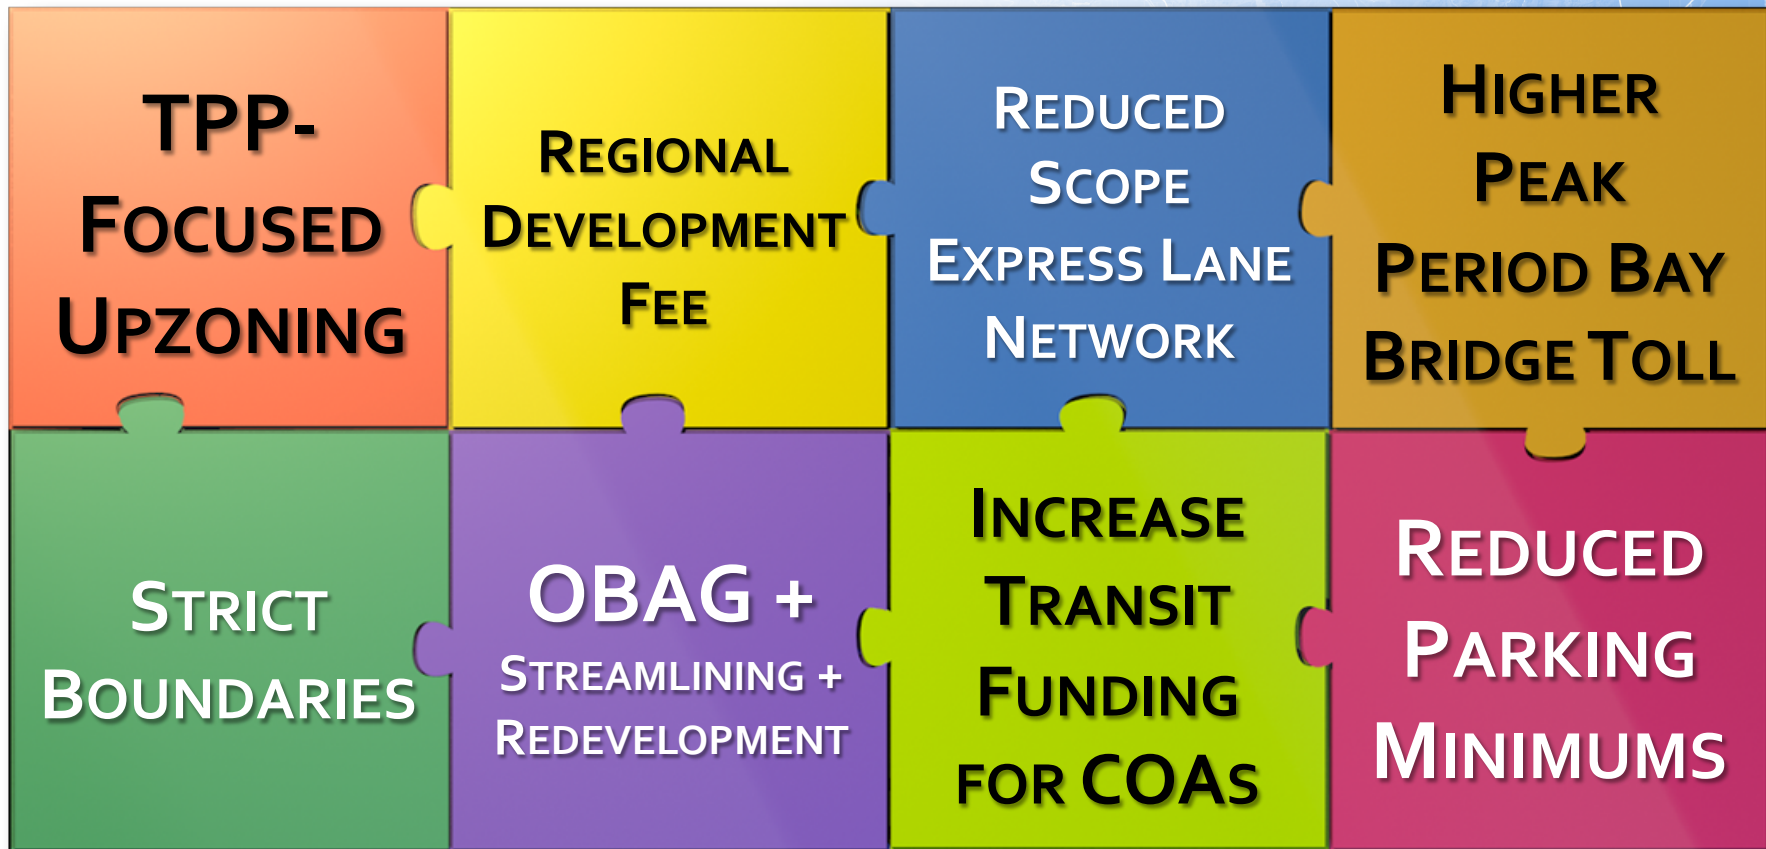 TPP-
FOCUSED
UPZONING
REGIONAL
DEVELOPMENT
FEE
REDUCED
SCOPE
EXPRESS LANE
NETWORK
HIGHER
PEAK
PERIOD BAY
BRIDGE TOLL
STRICT
BOUNDARIES
OBAG +
STREAMLINING +
REDEVELOPMENT
INCREASE
TRANSIT
FUNDING
FOR COAS
REDUCED
PARKING
MINIMUMS